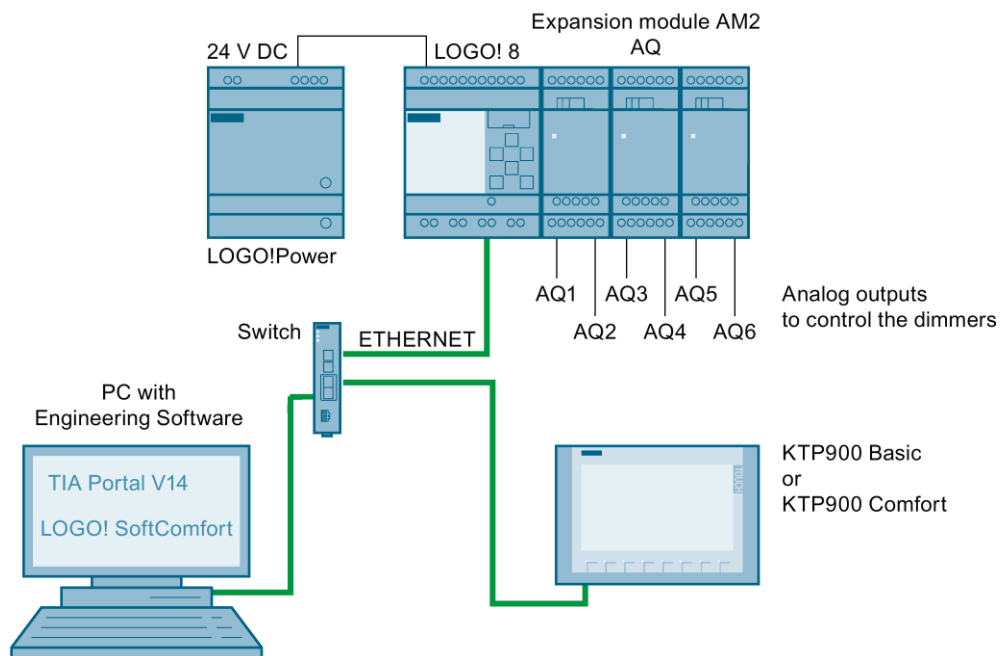 Expansion module AM2
AQ
24 V DC
LOGO! 8
LOGO!Power
AQ1
AQ3
AQ5
AQ2
AQ4
AQ6
Analog outputs
to control the dimmers
Switch
ETHERNET
PC with
Engineering Software
TIA Portal V14
LOGO! SoftComfort
TOUCH
KTP900 Basic
or
KTP900 Comfort